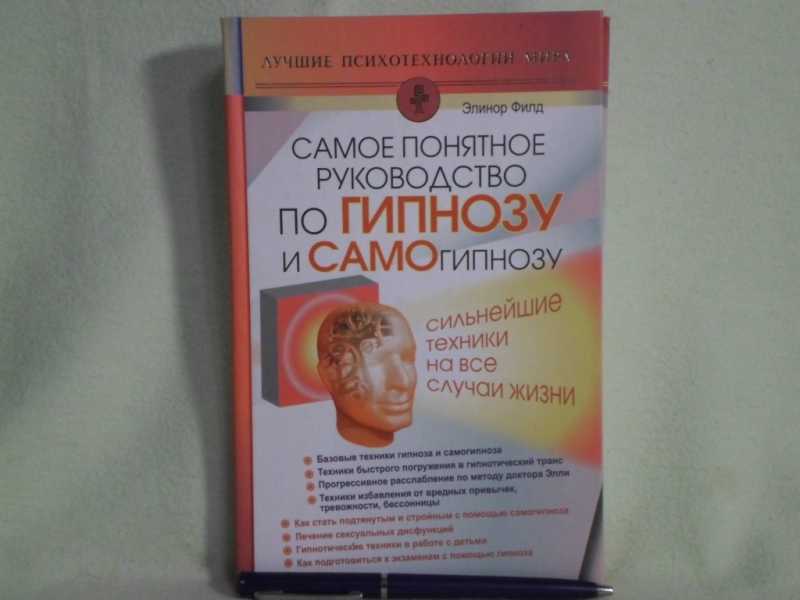 ЛУЧШИЕ ПСИХОТЕХНОЛОГИИ МИРА
Элинор Филд
САМОЕ ПОНЯТНОЕ
РУКОВОДСТВО
ПО ГИПНОЗУ
И САМОГИПНОЗУ
СИЛЬНЕЙШИЕ
ТЕХНИКИ
НА ВСЕ
СЛУЧАИ ЖИЗНИ
Базовые техники гипноза и самогипноза
Техники быстрого погружения в гипнотический транс
Прогрессивное расслабление по методу доктора Элли
Техники избавления от вредных привычек,
тревожности, бессонницы
Как стать подтянутым и стройным с помощью самогипноза
Лечение сексуальных дисфункций
Гипнотические техники в работе с детьми
Как подготовиться к экзаменам с помощью гипноза